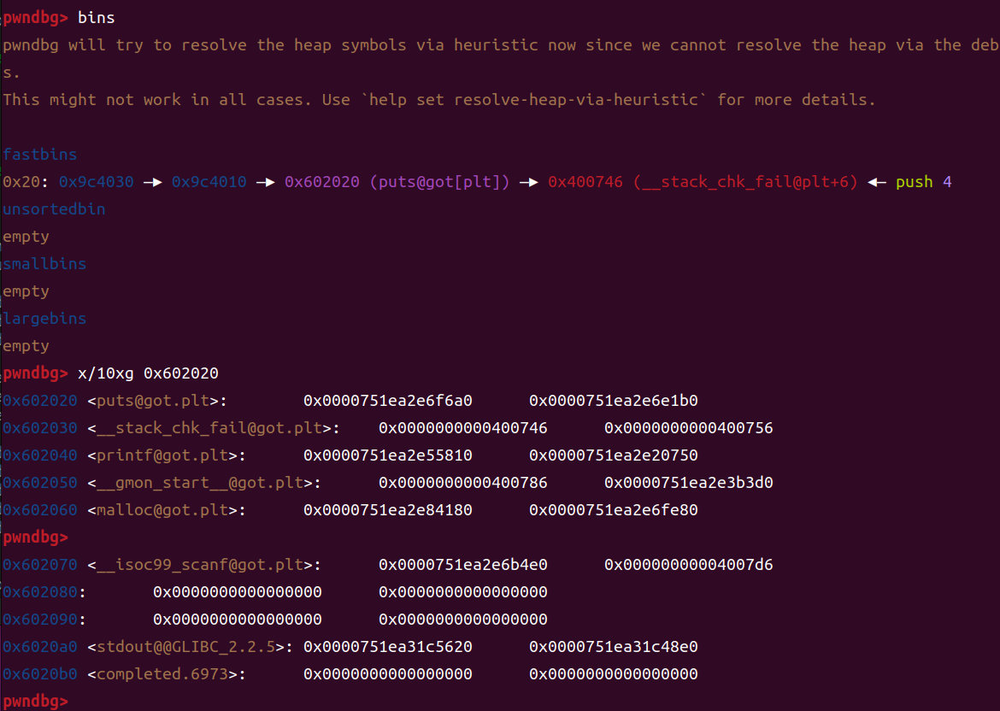 pwndbg> bins
pwndbg will try to resolve the heap symbols via heuristic now since we cannot resolve the heap via the deb
s.
This might not work in all cases. Use `help set resolve-heap-via-heuristic` for more details.
fastbins
0x20: 0x9c4030 —▸ 0x9c4010 —▸ 0x602020 (puts@got[plt]) —▸ 0x400746 (__stack_chk_fail@plt+6) ◂— push 4
unsortedbin
empty
smallbins
empty
largebins
empty
pwndbg> x/10xg 0x602020
0x602020 <puts@got.plt>: 0x0000751ea2e6f6a0 0x0000751ea2e6e1b0
0x602030 <__stack_chk_fail@got.plt>: 0x0000000000400746 0x0000000000400756
0x602040 <printf@got.plt>: 0x0000751ea2e55810 0x0000751ea2e20750
0x602050 <__gmon_start__@got.plt>: 0x0000000000400786 0x0000751ea2e3b3d0
0x602060 <malloc@got.plt>: 0x0000751ea2e84180 0x0000751ea2e6fe80
pwndbg>
0x602070 <__isoc99_scanf@got.plt>: 0x0000751ea2e6b4e0 0x00000000004007d6
0x602080: 0x0000000000000000 0x0000000000000000
0x602090: 0x0000000000000000 0x0000000000000000
0x6020a0 <stdout@@GLIBC_2.2.5>: 0x0000751ea31c5620 0x0000751ea31c48e0
0x6020b0 <completed.6973>: 0x0000000000000000 0x0000000000000000
pwndbg>